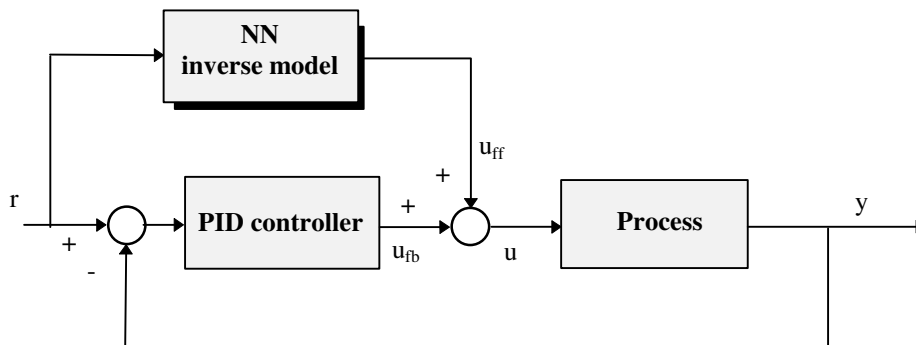 NN
inverse model
u_ff
+
r
PID controller
+
Process
y
+
u_fb
u
-